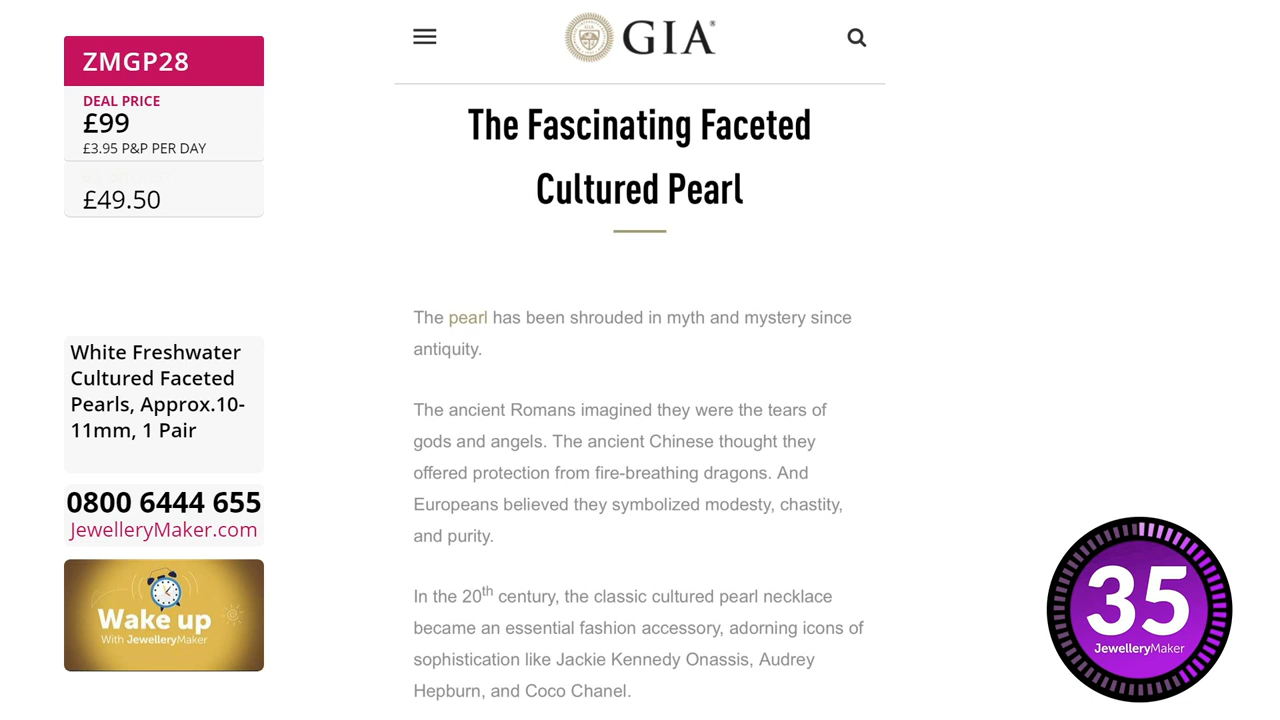 ZMGP28
DEAL PRICE
£99
£3.95 P&P PER DAY
£49.50
White Freshwater
Cultured Faceted
Pearls, Approx.10-
11mm, 1 Pair
0800 6444 655
JewelleryMaker.com
Wake up
With JewelleryMaker
GIA®
The Fascinating Faceted
Cultured Pearl
The pearl has been shrouded in myth and mystery since
antiquity.
The ancient Romans imagined they were the tears of
gods and angels. The ancient Chinese thought they
offered protection from fire-breathing dragons. And
Europeans believed they symbolized modesty, chastity,
and purity.
In the 20th century, the classic cultured pearl necklace
became an essential fashion accessory, adorning icons of
sophistication like Jackie Kennedy Onassis, Audrey
Hepburn, and Coco Chanel.
35
JewelleryMaker